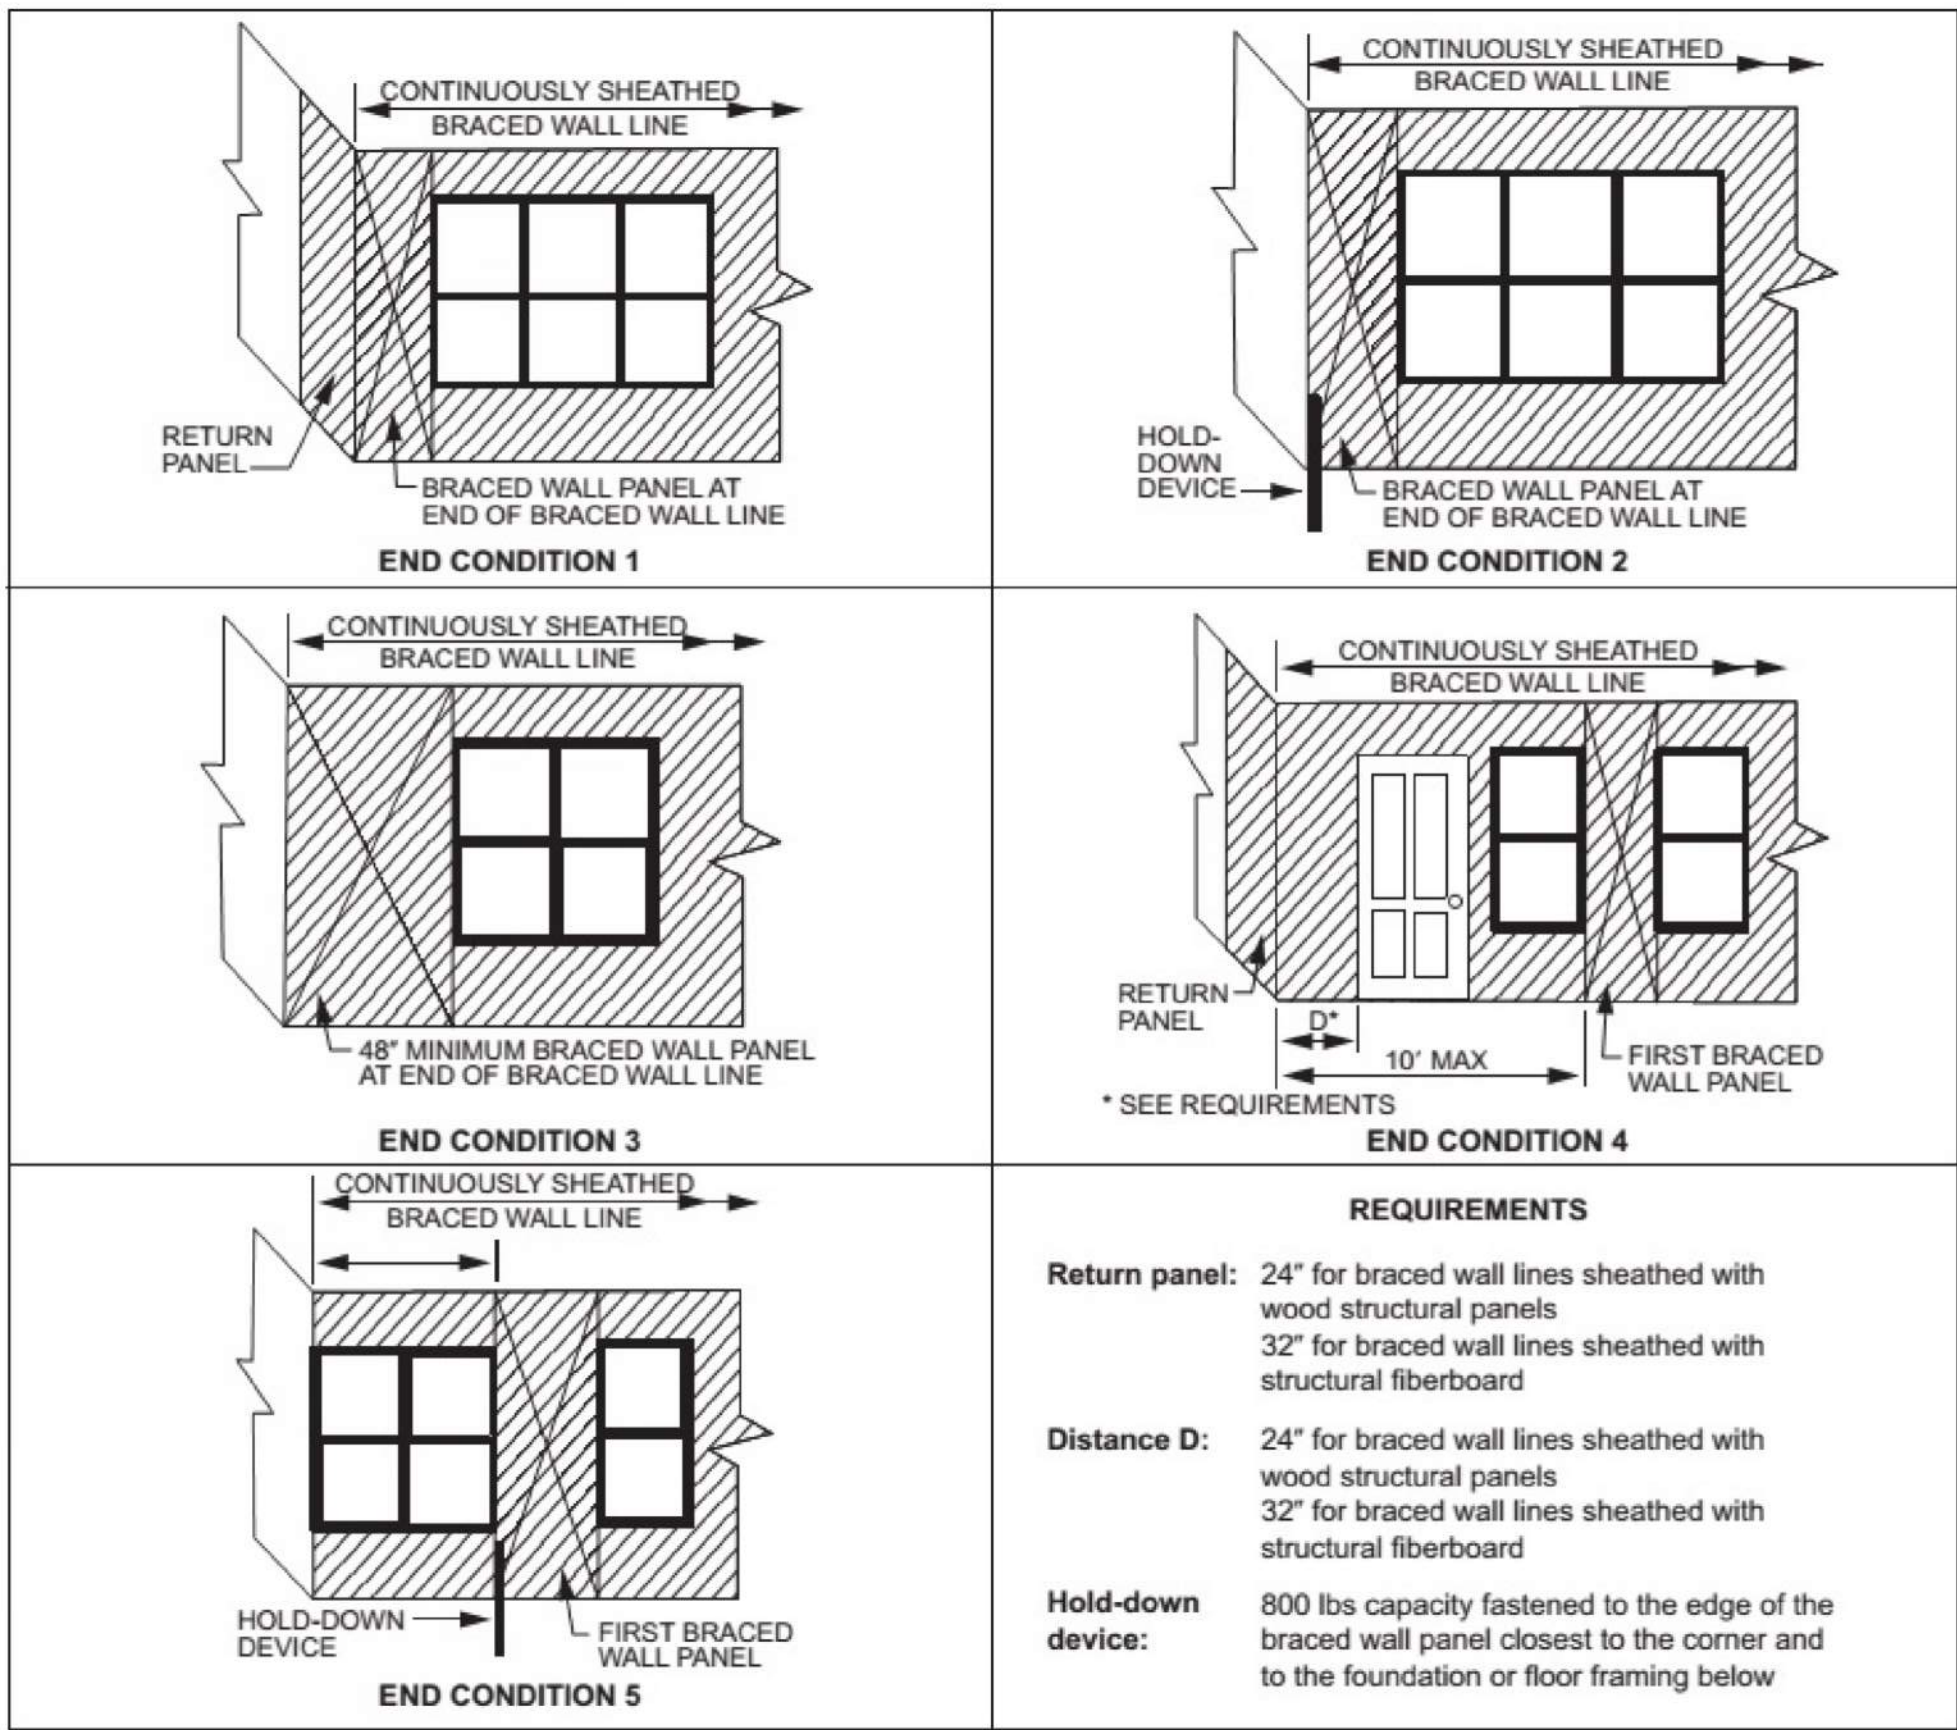 CONTINUOUSLY SHEATHED
BRACED WALL LINE
RETURN
PANEL
BRACED WALL PANEL AT
END OF BRACED WALL LINE
END CONDITION 1
CONTINUOUSLY SHEATHED
BRACED WALL LINE
HOLD-
DOWN
DEVICE
BRACED WALL PANEL AT
END OF BRACED WALL LINE
END CONDITION 2
CONTINUOUSLY SHEATHED
BRACED WALL LINE
48″ MINIMUM BRACED WALL PANEL
AT END OF BRACED WALL LINE
END CONDITION 3
CONTINUOUSLY SHEATHED
BRACED WALL LINE
RETURN
PANEL
D*
10′ MAX
FIRST BRACED
WALL PANEL
* SEE REQUIREMENTS
END CONDITION 4
CONTINUOUSLY SHEATHED
BRACED WALL LINE
HOLD-DOWN
DEVICE
FIRST BRACED
WALL PANEL
END CONDITION 5
REQUIREMENTS
Return panel: 24″ for braced wall lines sheathed with
wood structural panels
32″ for braced wall lines sheathed with
structural fiberboard
Distance D: 24″ for braced wall lines sheathed with
wood structural panels
32″ for braced wall lines sheathed with
structural fiberboard
Hold-down 800 lbs capacity fastened to the edge of the
device: braced wall panel closest to the corner and
to the foundation or floor framing below